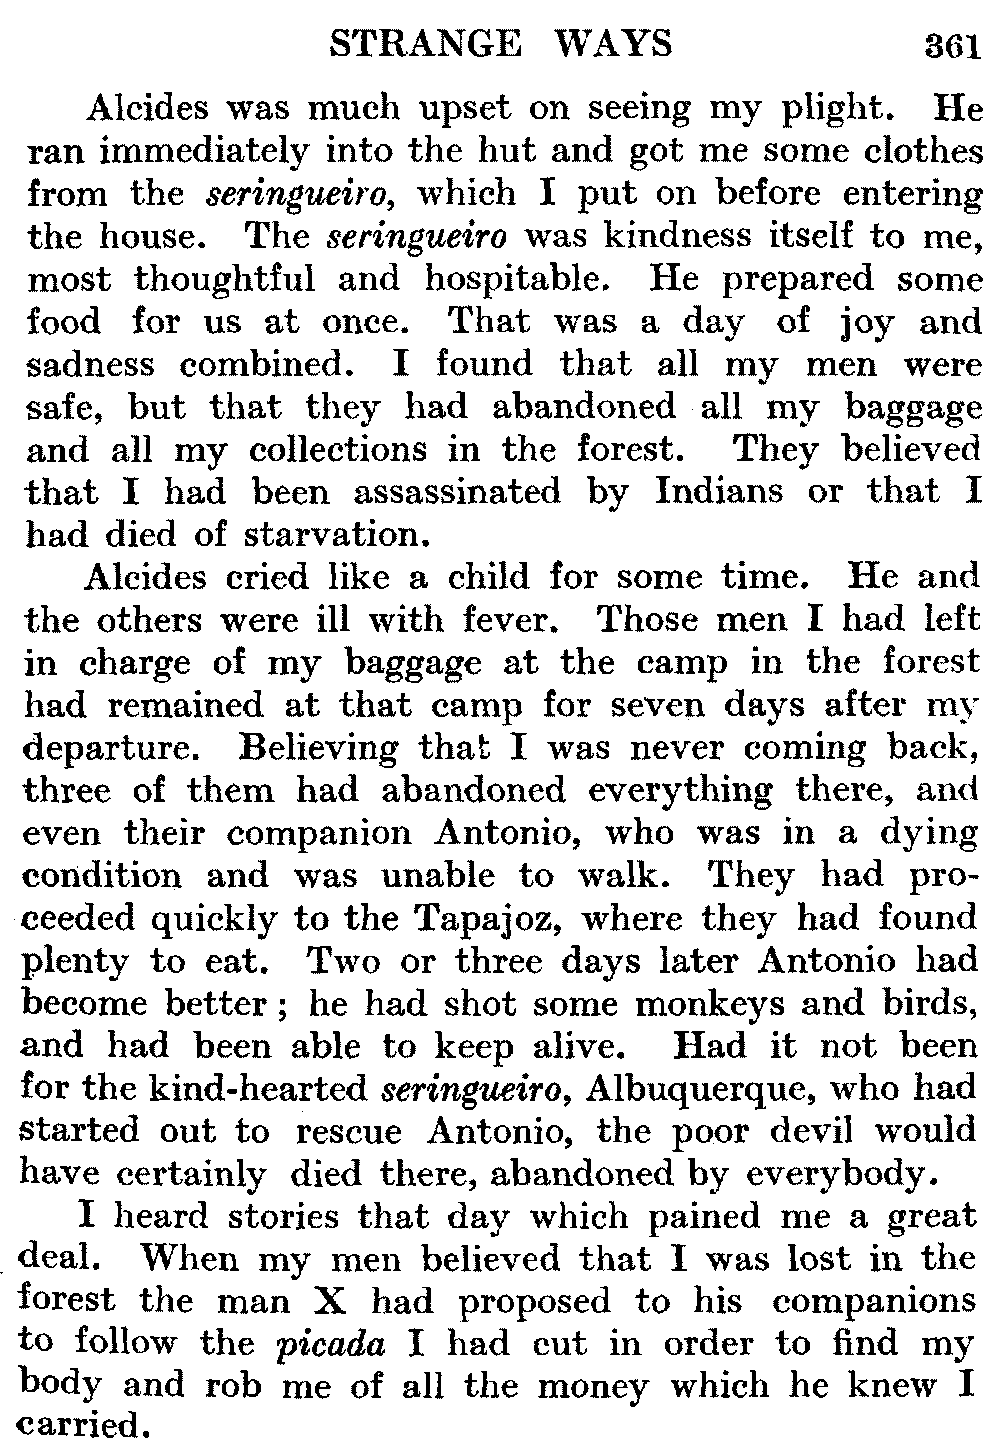 STRANGE WAYS 361
Alcides was much upset on seeing my plight. He
ran immediately into the hut and got me some clothes
from the seringueiro, which I put on before entering
the house. The seringueiro was kindness itself to me,
most thoughtful and hospitable. He prepared some
food for us at once. That was a day of joy and
sadness combined. I found that all my men were
safe, but that they had abandoned all my baggage
and all my collections in the forest. They believed
that I had been assassinated by Indians or that I
had died of starvation.
Alcides cried like a child for some time. He and
the others were ill with fever. Those men I had left
in charge of my baggage at the camp in the forest
had remained at that camp for seven days after my
departure. Believing that I was never coming back,
three of them had abandoned everything there, and
even their companion Antonio, who was in a dying
condition and was unable to walk. They had pro-
ceeded quickly to the Tapajoz, where they had found
plenty to eat. Two or three days later Antonio had
become better; he had shot some monkeys and birds,
and had been able to keep alive. Had it not been
for the kind-hearted seringueiro, Albuquerque, who had
started out to rescue Antonio, the poor devil would
have certainly died there, abandoned by everybody.
I heard stories that day which pained me a great
deal. When my men believed that I was lost in the
forest the man X had proposed to his companions
to follow the picada I had cut in order to find my
body and rob me of all the money which he knew I
carried.